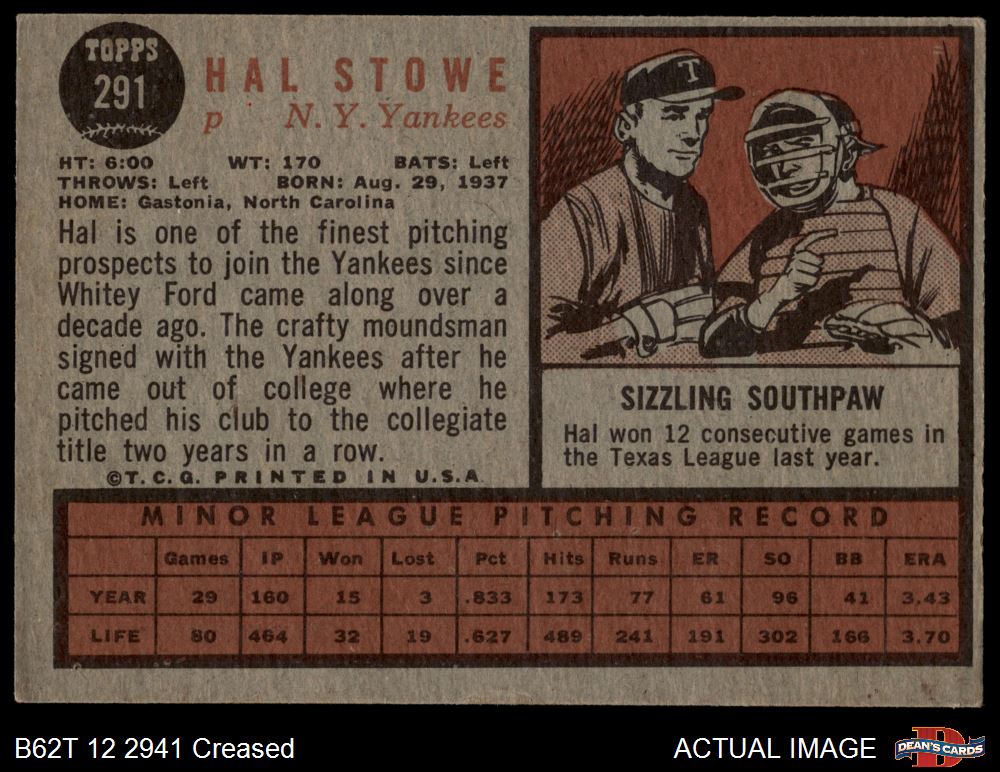 TOPPS
291
HAL STOWE
p N. Y. Yankees
HT: 6:00 WT: 170 BATS: Left
THROWS: Left BORN: Aug. 29, 1937
HOME: Gastonia, North Carolina
Hal is one of the finest pitching
prospects to join the Yankees since
Whitey Ford came along over a
decade ago. The crafty moundsman
signed with the Yankees after he
came out of college where he
pitched his club to the collegiate
title two years in a row.
©T. C. G. PRINTED IN U.S.A.
T
SIZZLING SOUTHPAW
Hal won 12 consecutive games in
the Texas League last year.
MINOR LEAGUE PITCHING RECORD
Games IP Won Lost Pct Hits Runs ER SO BB ERA
YEAR 29 160 15 3 .833 173 77 61 96 41 3.43
LIFE 80 464 32 19 .627 489 241 191 302 166 3.70
B62T 12 2941 Creased
ACTUAL IMAGE
DEAN'S CARDS